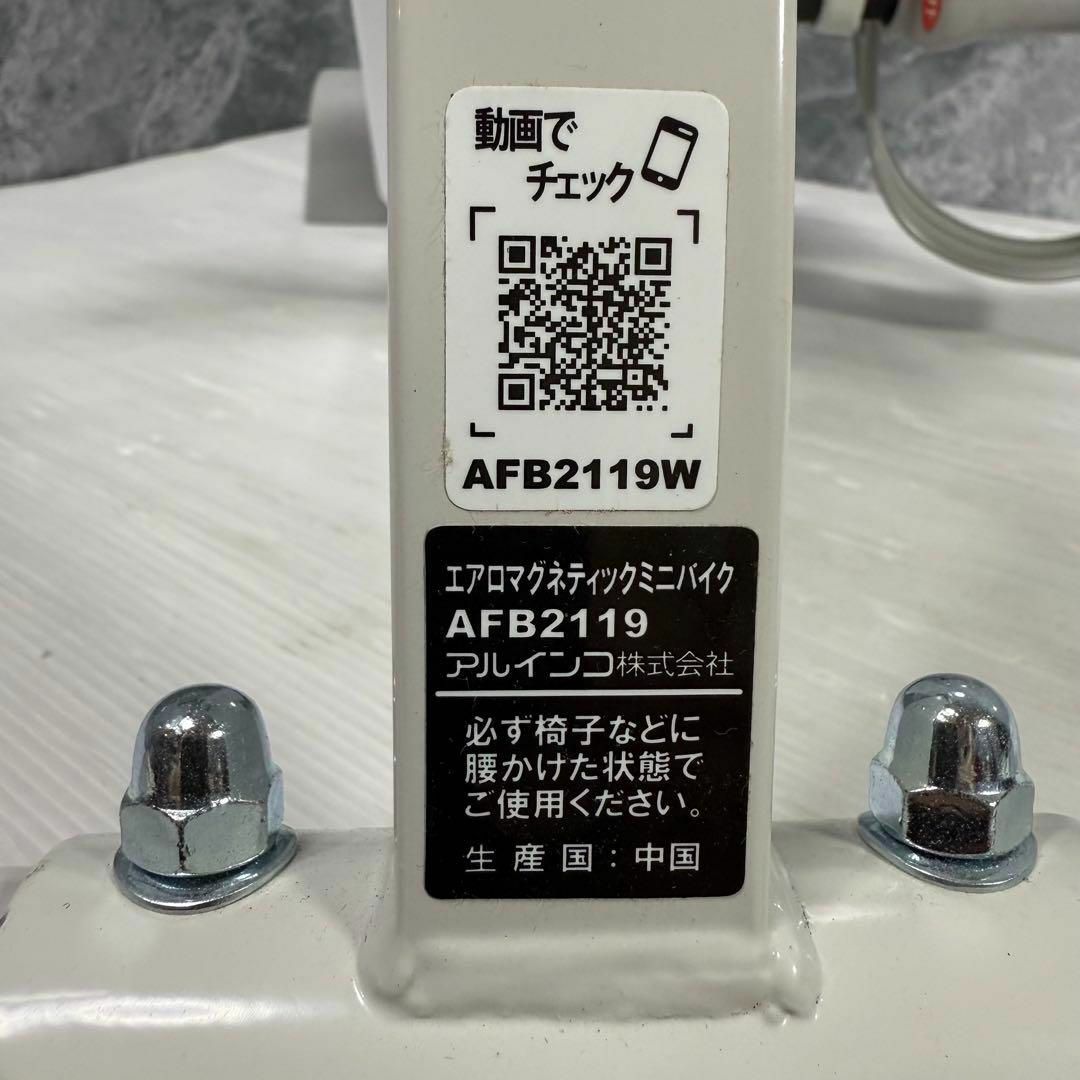 動画で
チェック
AFB2119W
エアロマグネティックミニバイク
AFB2119
アルインコ株式会社
必ず椅子などに
腰かけた状態で
ご使用ください。
生産国：中国